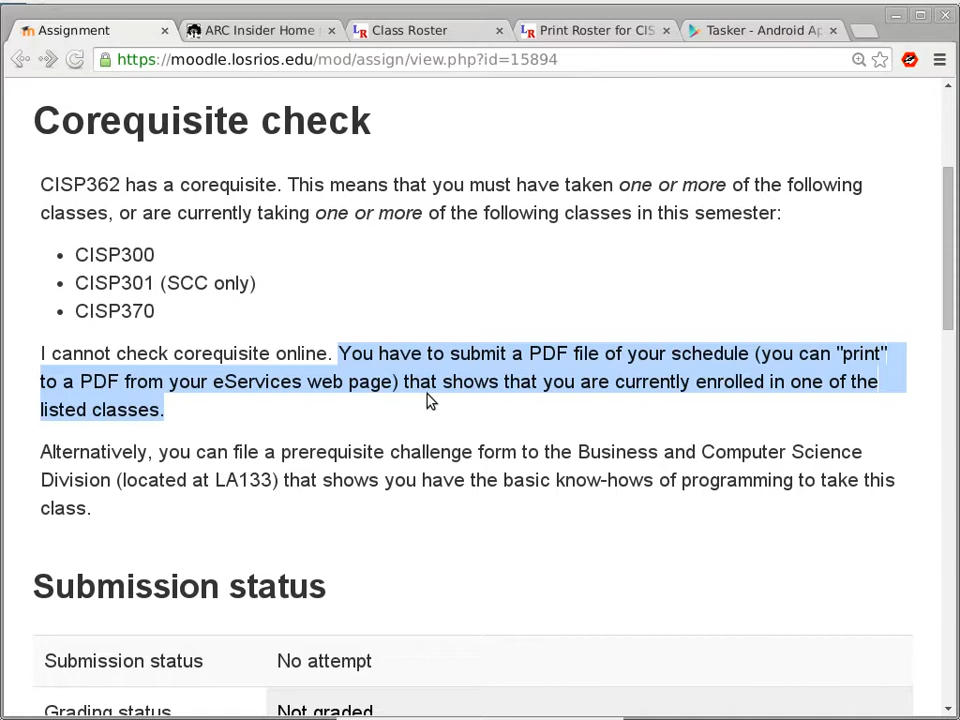 Assignment
ARC Insider Home
Class Roster
Print Roster for CIS
Tasker - Android Ap
https://moodle.losrios.edu/mod/assign/view.php?id=15894
Corequisite check
CISP362 has a corequisite. This means that you must have taken one or more of the following
classes, or are currently taking one or more of the following classes in this semester:
• CISP300
• CISP301 (SCC only)
• CISP370
I cannot check corequisite online. You have to submit a PDF file of your schedule (you can "print"
to a PDF from your eServices web page) that shows that you are currently enrolled in one of the
listed classes.
Alternatively, you can file a prerequisite challenge form to the Business and Computer Science
Division (located at LA133) that shows you have the basic know-hows of programming to take this
class.
Submission status
Submission status No attempt
Grading status Not graded